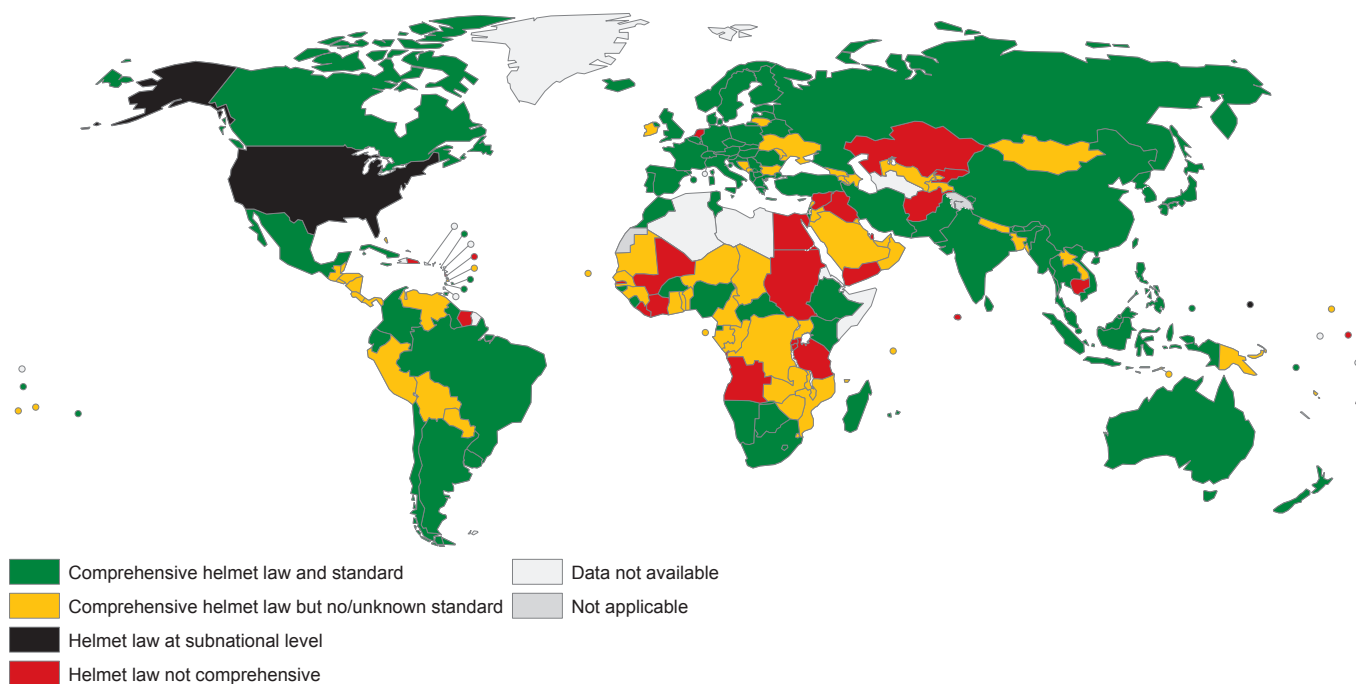 Comprehensive helmet law and standard
Comprehensive helmet law but no/unknown standard
Helmet law at subnational level
Helmet law not comprehensive
Data not available
Not applicable